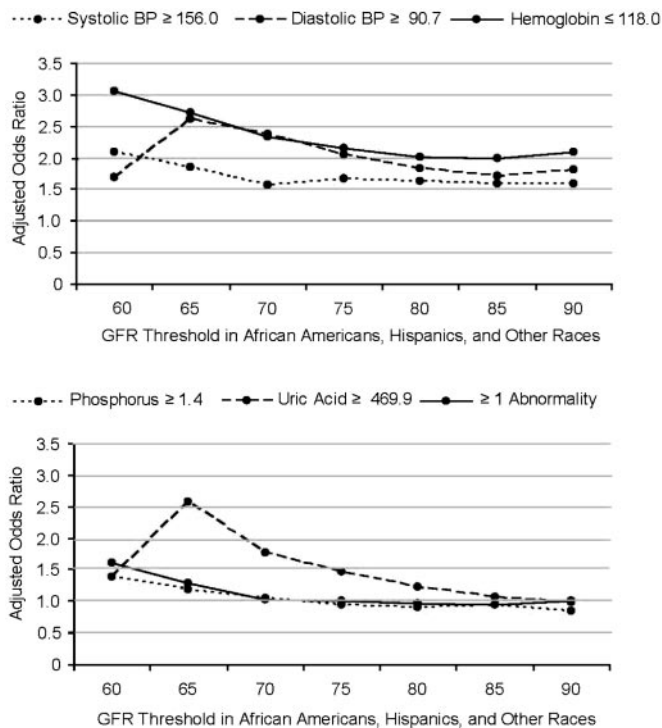 Systolic BP ≥ 156.0 Diastolic BP ≥ 90.7 Hemoglobin ≤ 118.0
3.5
3.0
2.5
2.0
1.5
1.0
0.5
0
Adjusted Odds Ratio
60 65 70 75 80 85 90
GFR Threshold in African Americans, Hispanics, and Other Races
Phosphorus ≥ 1.4 Uric Acid ≥ 469.9 ≥ 1 Abnormality
3.5
3.0
2.5
2.0
1.5
1.0
0.5
0
Adjusted Odds Ratio
60 65 70 75 80 85 90
GFR Threshold in African Americans, Hispanics, and Other Races